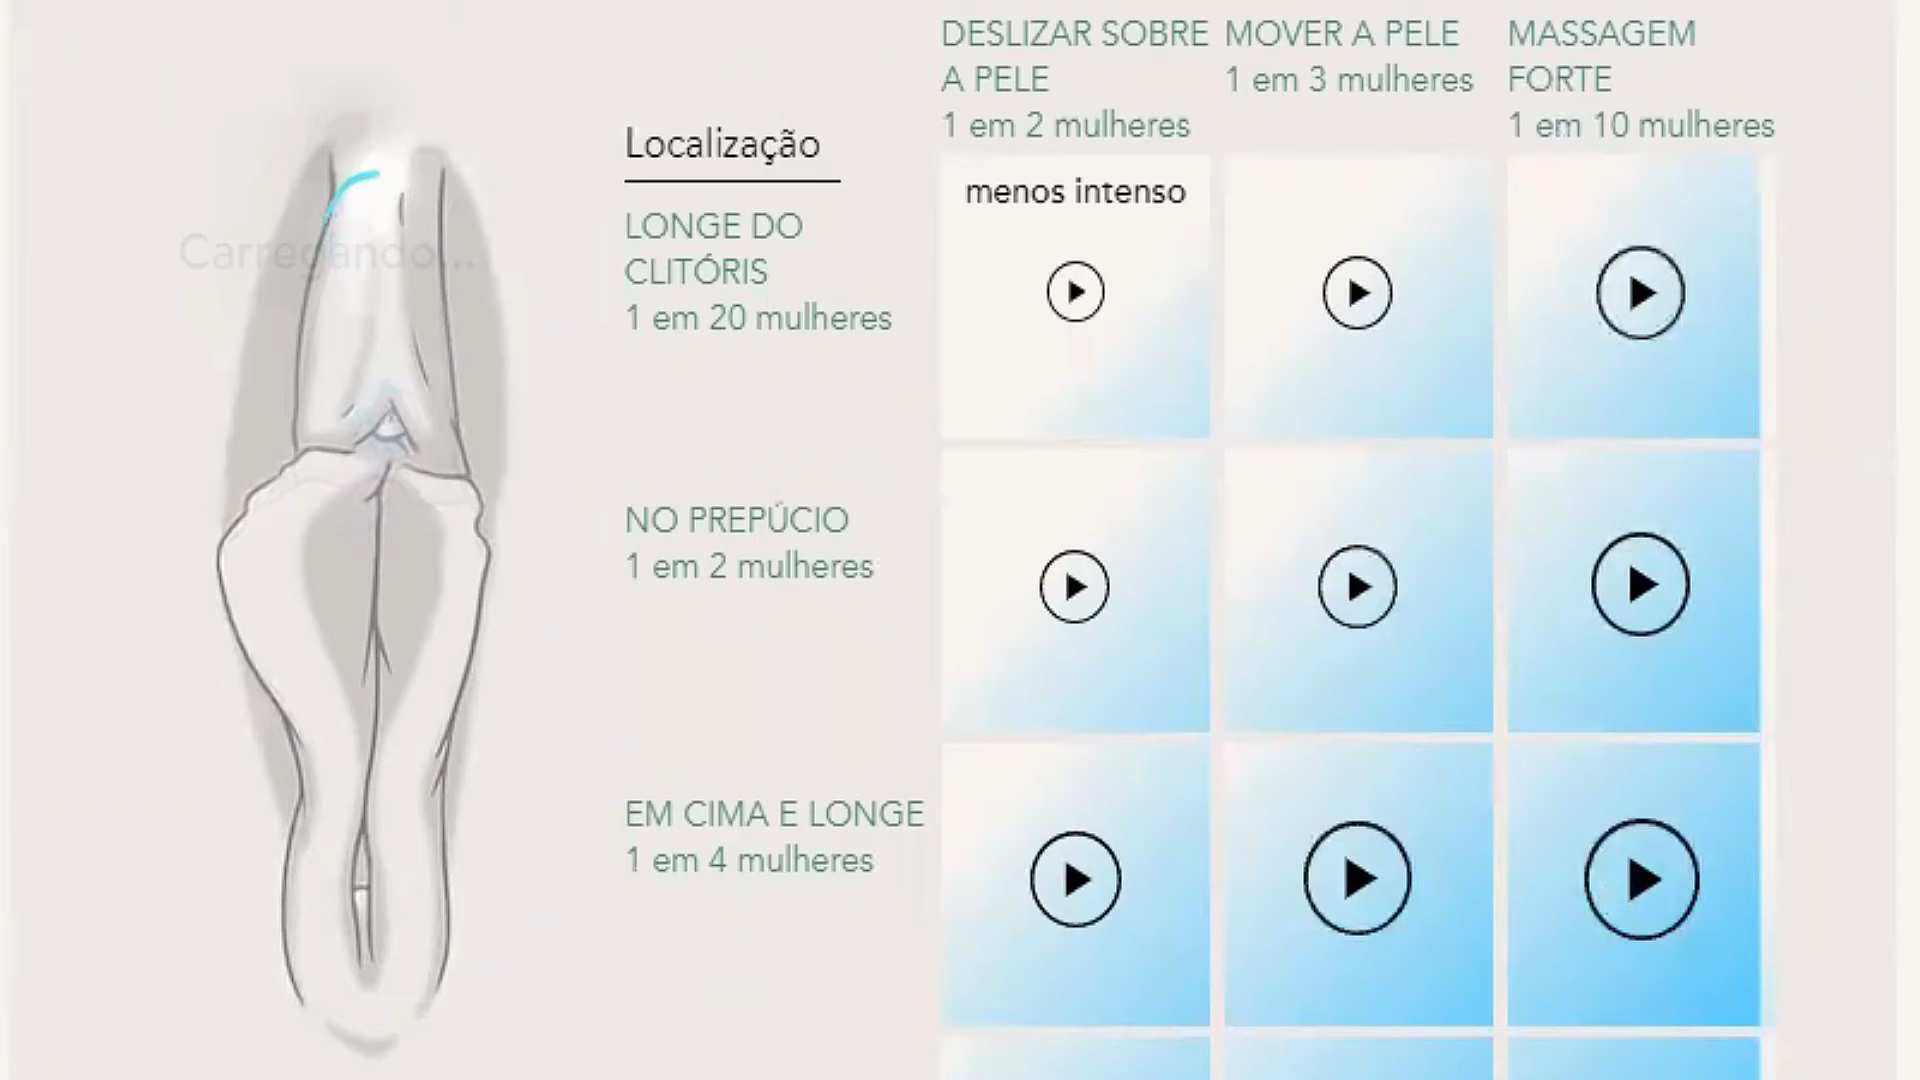 DESLIZAR SOBRE
A PELE
1 em 2 mulheres
MOVER A PELE
1 em 3 mulheres
MASSAGEM
FORTE
1 em 10 mulheres
Localização
menos intenso
LONGE DO
CLITÓRIS
1 em 20 mulheres
Carregando...
NO PREPÚCIO
1 em 2 mulheres
EM CIMA E LONGE
1 em 4 mulheres